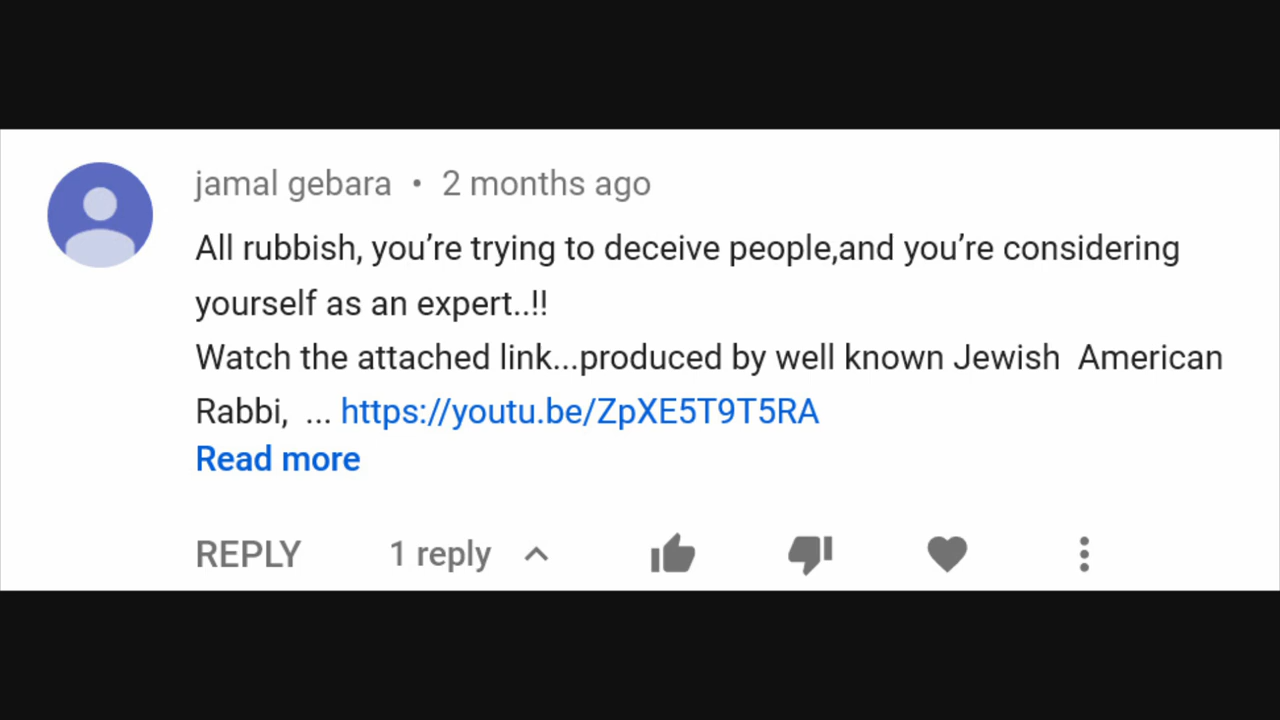 jamal gebara • 2 months ago
All rubbish, you’re trying to deceive people,and you’re considering
yourself as an expert..!!
Watch the attached link...produced by well known Jewish  American
Rabbi,  ... https://youtu.be/ZpXE5T9T5RA
Read more
REPLY 1 reply